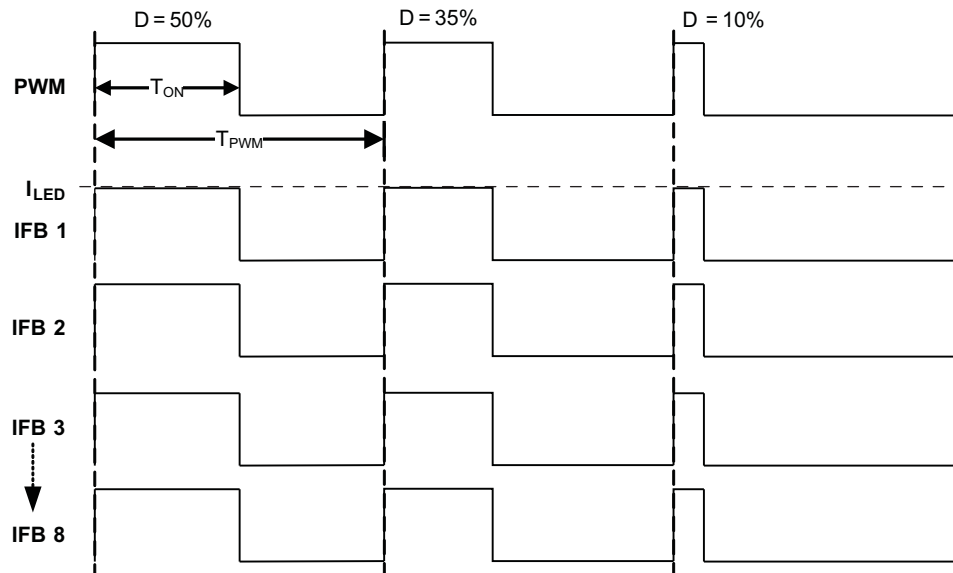 D = 50%
D = 35%
D = 10%
PWM
TON
TPWM
ILED
IFB 1
IFB 2
IFB 3
IFB 8